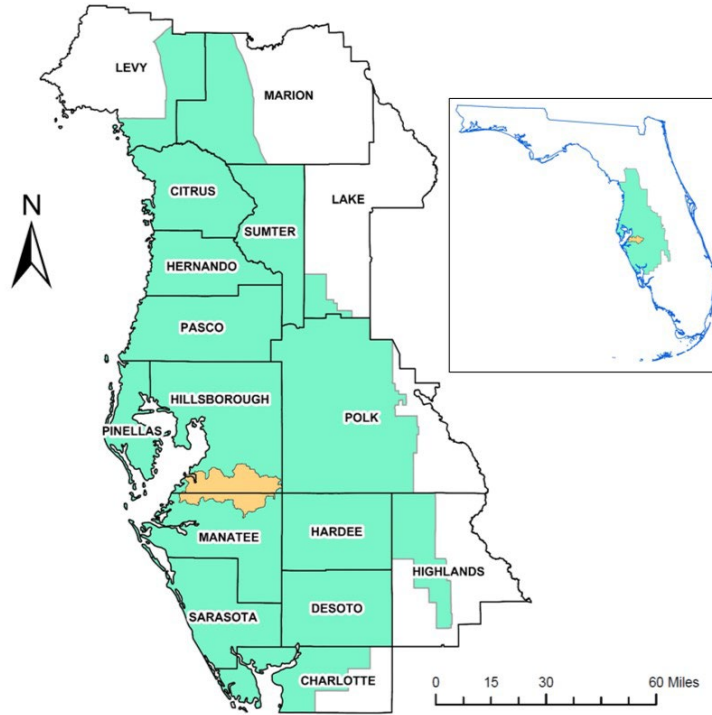 LEVY
MARION
CITRUS
LAKE
SUMTER
N
HERNANDO
PASCO
HILLSBOROUGH
POLK
PINELLAS
MANATEE
HARDEE
HIGHLANDS
SARASOTA
DESOTO
CHARLOTTE
0 15 30 60 Miles